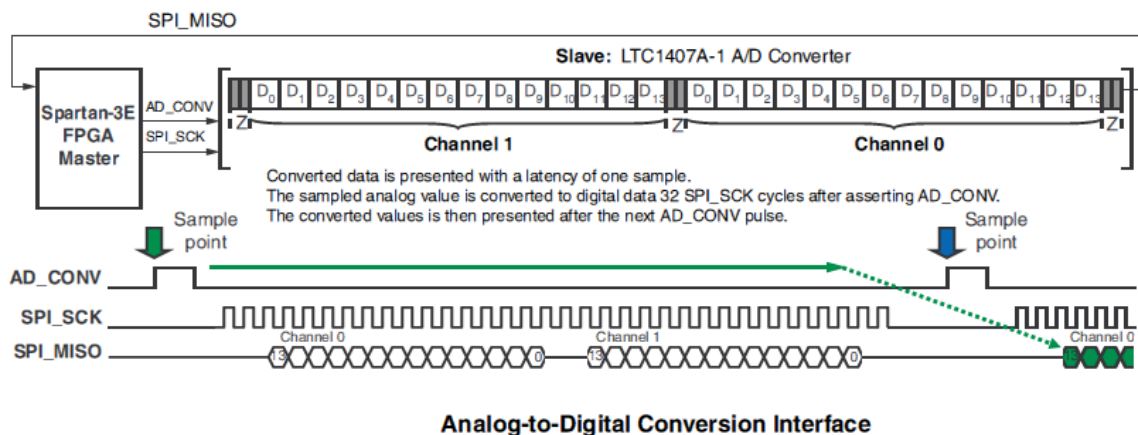 SPI_MISO
Slave: LTC1407A-1 A/D Converter
Spartan-3E
FPGA
Master
AD_CONV
SPI_SCK
Z D0 D1 D2 D3 D4 D5 D6 D7 D8 D9 D10 D11 D12 D13 Z D0 D1 D2 D3 D4 D5 D6 D7 D8 D9 D10 D11 D12 D13 Z
Channel 1
Channel 0
Converted data is presented with a latency of one sample.
The sampled analog value is converted to digital data 32 SPI_SCK cycles after asserting AD_CONV.
The converted values is then presented after the next AD_CONV pulse.
Sample
point
Sample
point
AD_CONV
SPI_SCK
Channel 0
Channel 1
Channel 0
SPI_MISO
13 0 13 0 13
Analog-to-Digital Conversion Interface